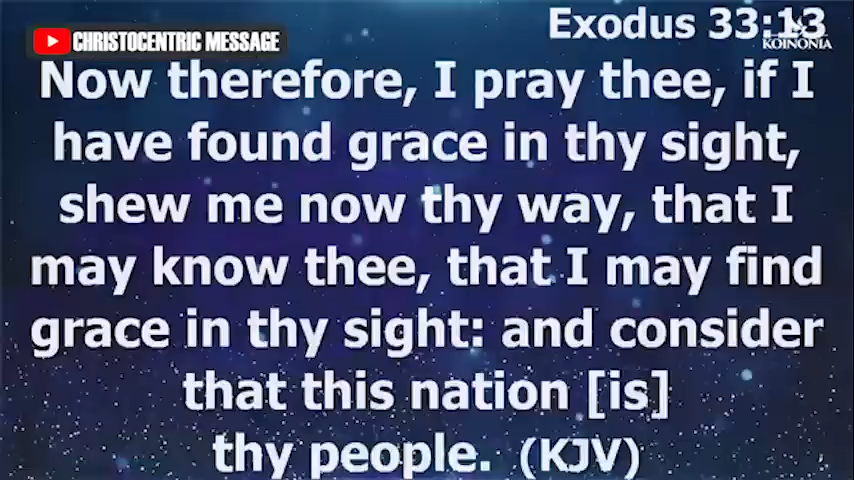 Exodus 33:13
CHRISTOCENTRIC MESSAGE
KOINONIA
Now therefore, I pray thee, if I
have found grace in thy sight,
shew me now thy way, that I
may know thee, that I may find
grace in thy sight: and consider
that this nation [is]
thy people. (KJV)